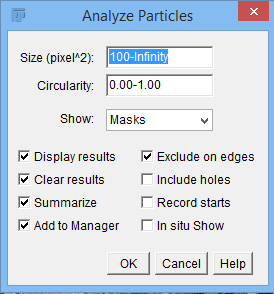 Analyze Particles
Size (pixel^2): 100-Infinity
Circularity: 0.00-1.00
Show: Masks
Display results Exclude on edges
Clear results Include holes
Summarize Record starts
Add to Manager In situ Show
OK Cancel Help